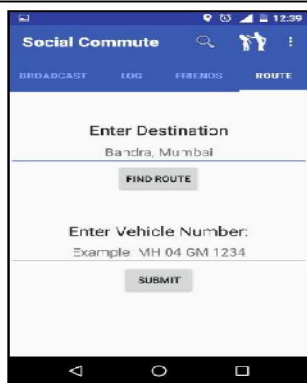 12:39
Social Commute
BROADCAST LOG FRIENDS ROUTE
Enter Destination
Bandra, Mumbai
FIND ROUTE
Enter Vehicle Number:
Example MH 04 GM 1234
SUBMIT